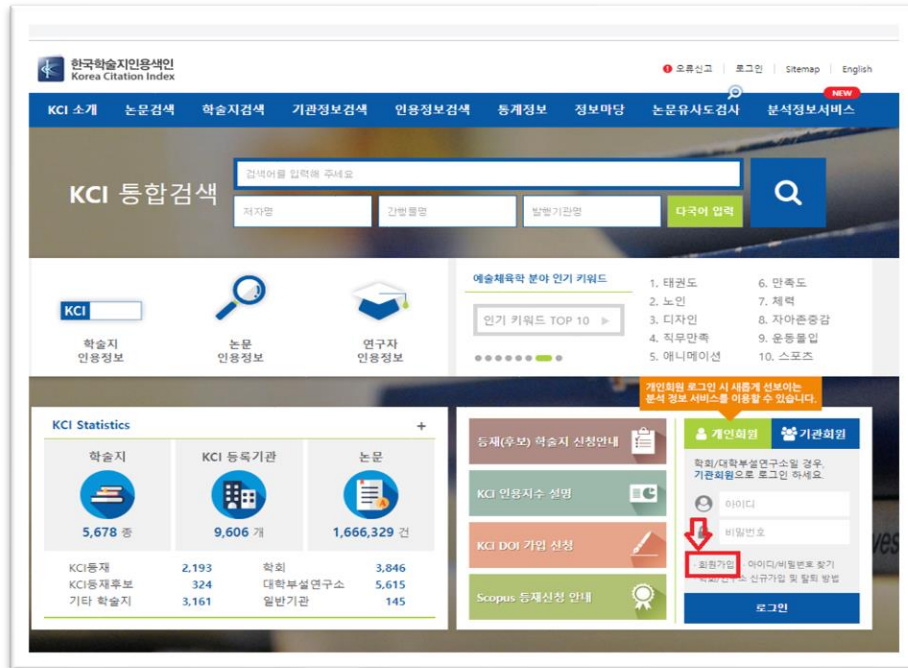 한국학술지인용색인
Korea Citation Index
오류신고 로그인 Sitemap English
NEW
KCI 소개 논문검색 학술지검색 기관정보검색 인용정보검색 통계정보 정보마당 논문유사도검사 분석정보서비스
KCI 통합검색
검색어를 입력해 주세요
저자명 간행물명 발행기관명 다국어 입력
KCI
학술지
인용정보
논문
인용정보
연구자
인용정보
예술체육학 분야 인기 키워드
인기 키워드 TOP 10
1. 태권도
2. 노인
3. 디자인
4. 직무만족
5. 애니메이션
6. 만족도
7. 체력
8. 자아존중감
9. 운동몰입
10. 스포츠
개인회원 로그인 시 새롭게 선보이는
분석 정보 서비스를 이용할 수 있습니다.
KCI Statistics +
학술지
5,678 종
KCI 등록기관
9,606 개
논문
1,666,329 건
KCI등재 2,193 학회 3,846
KCI등재후보 324 대학부설연구소 5,615
기타 학술지 3,161 일반기관 145
등재(후보) 학술지 신청안내
KCI 인용지수 설명
KCI DOI 가입 신청
Scopus 등재신청 안내
개인회원 기관회원
학회/대학부설연구소일 경우,
기관회원으로 로그인 하세요
아이디
비밀번호
· 회원가입 · 아이디/비밀번호 찾기
신규가입 및 탈퇴 방법
로그인